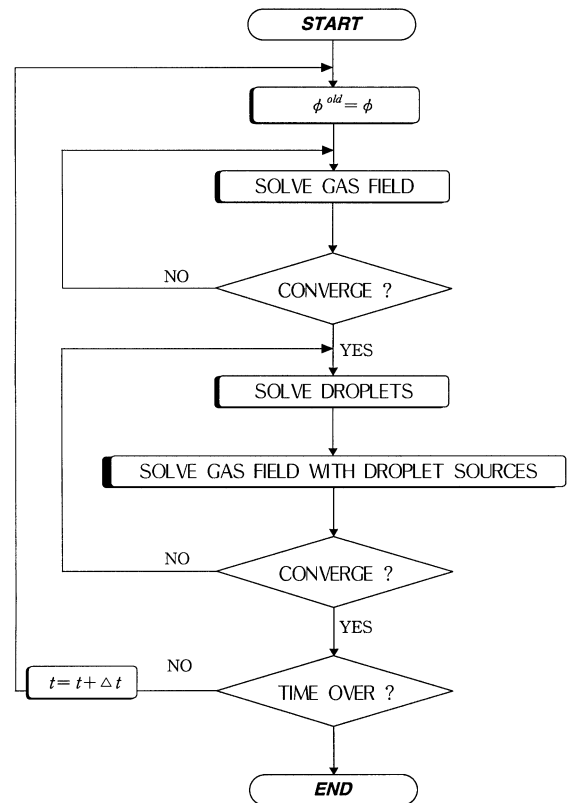 START
ϕ^old = ϕ
SOLVE GAS FIELD
NO
CONVERGE ?
YES
SOLVE DROPLETS
SOLVE GAS FIELD WITH DROPLET SOURCES
NO
CONVERGE ?
YES
NO
t = t + △t
TIME OVER ?
END